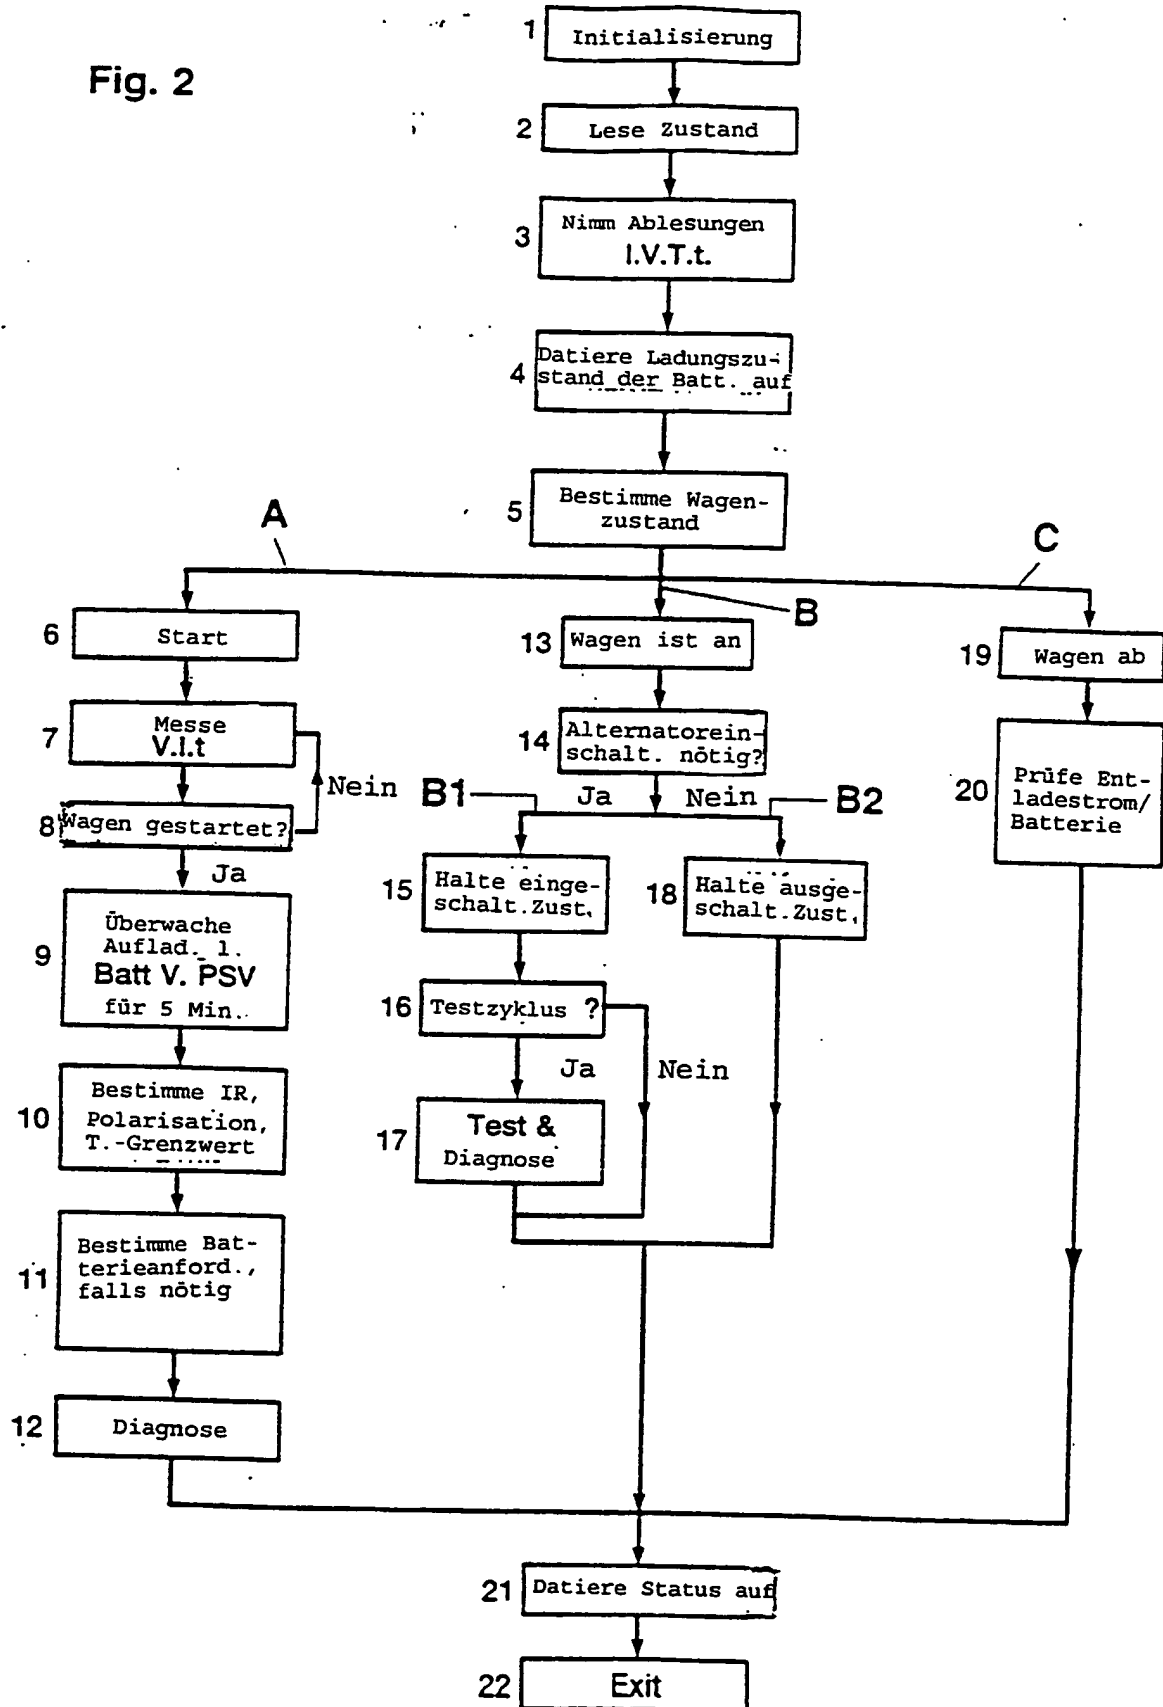 Fig. 2
1 Initialisierung
2 Lese Zustand
3 Nimm Ablesungen
I.V.T.t.
4 Datiere Ladungszu-
stand der Batt. auf
5 Bestimme Wagen-
zustand
A
B
C
6 Start
7 Messe
V.I.t
Nein
8 Wagen gestartet?
Ja
9 Überwache
Auflad. l.
Batt V. PSV
für 5 Min.
10 Bestimme IR,
Polarisation,
T.-Grenzwert
11 Bestimme Bat-
terieanford.,
falls nötig
12 Diagnose
13 Wagen ist an
14 Alternatorein-
schalt. nötig?
B1 Ja Nein B2
15 Halte einge-
schalt.Zust.
18 Halte ausge-
schalt.Zust.
16 Testzyklus ?
Ja Nein
17 Test &
Diagnose
19 Wagen ab
20 Prüfe Ent-
ladestrom/
Batterie
21 Datiere Status auf
22 Exit